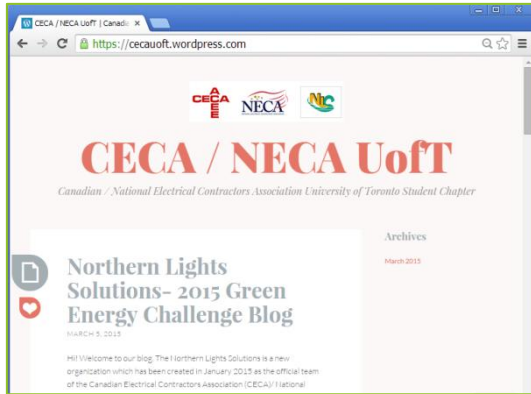 CECA / NECA UofT | Canadi
https://cecauoft.wordpress.com
CECA
NECA
CECA / NECA UofT
Canadian / National Electrical Contractors Association University of Toronto Student Chapter
Archives
March 2015
Northern Lights
Solutions- 2015 Green
Energy Challenge Blog
MARCH 5, 2015
Hi! Welcome to our blog. The Northern Lights Solutions is a new
organization which has been created in January 2015 as the official team
of the Canadian Electrical Contractors Association (CECA)/ National